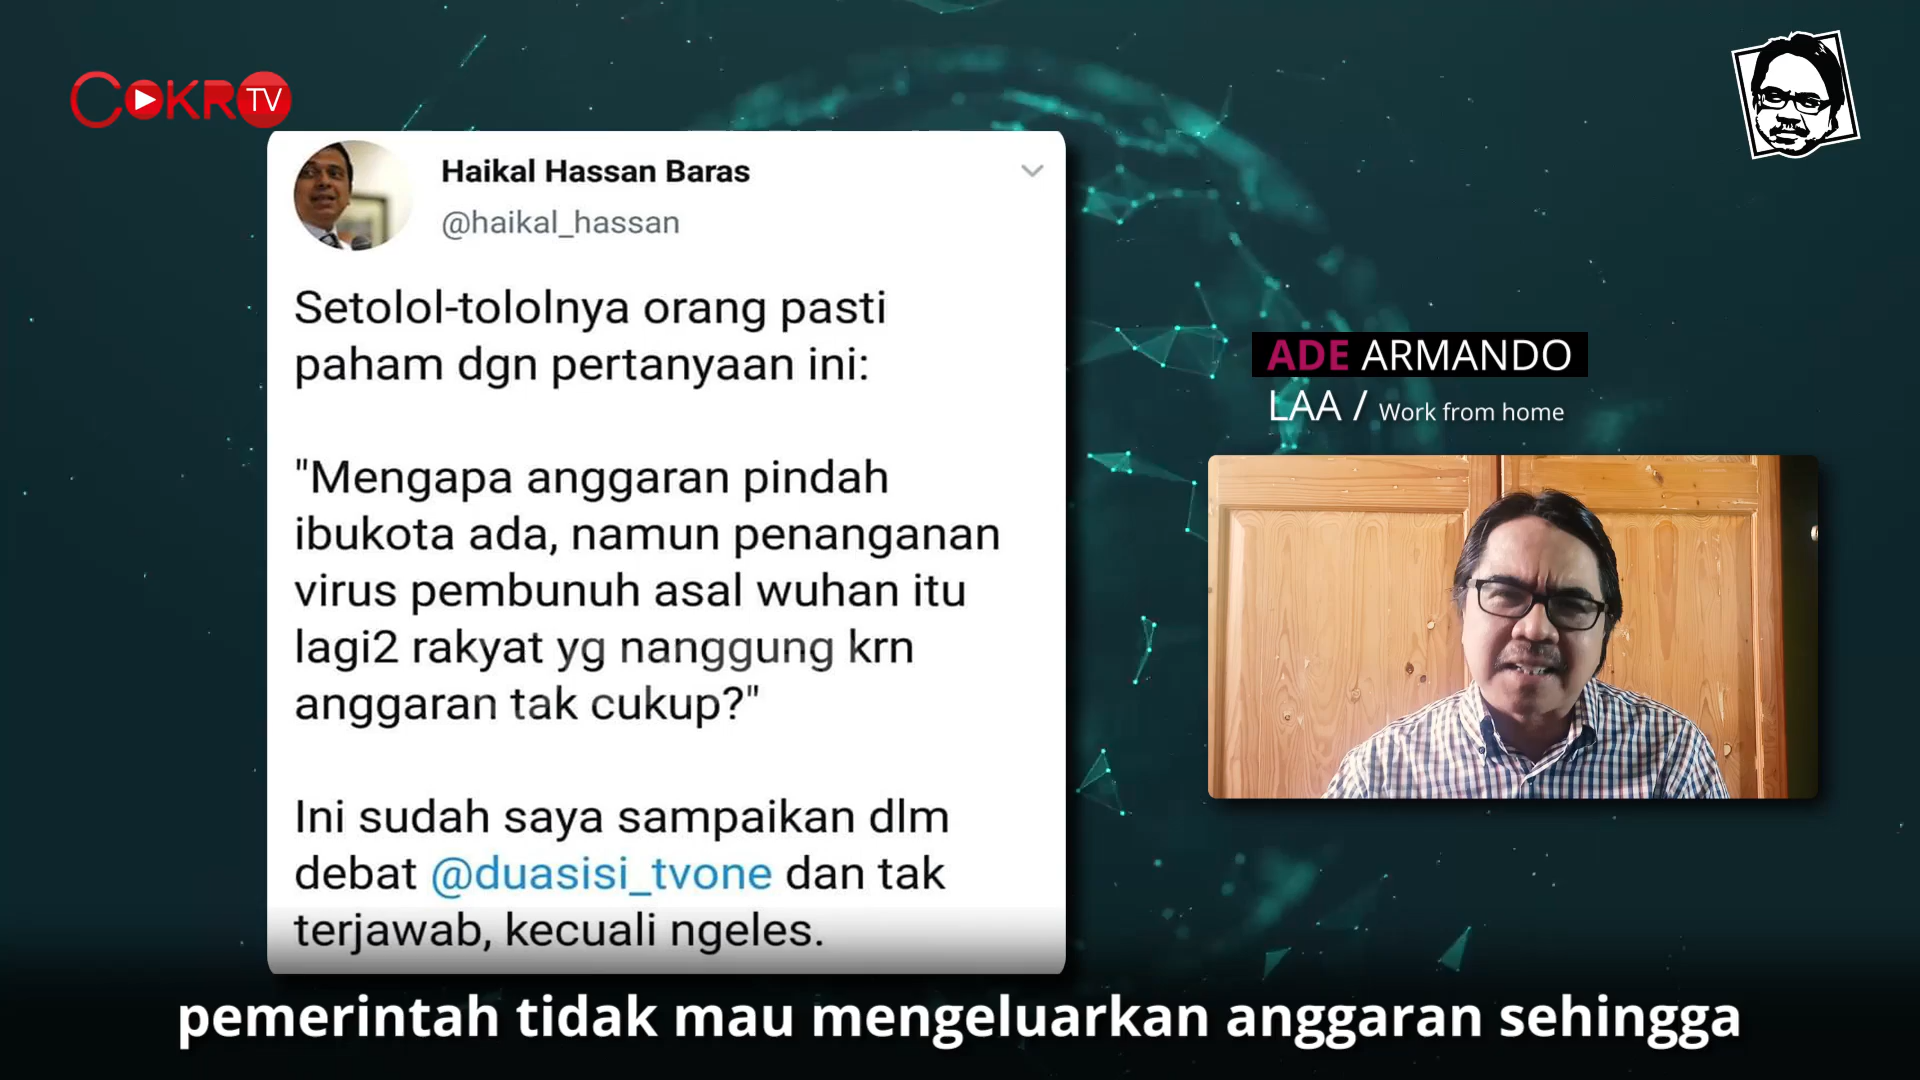 COKRO TV
Haikal Hassan Baras
@haikal_hassan
Setolol-tololnya orang pasti
paham dgn pertanyaan ini:
"Mengapa anggaran pindah
ibukota ada, namun penanganan
virus pembunuh asal wuhan itu
lagi2 rakyat yg nanggung krn
anggaran tak cukup?"
Ini sudah saya sampaikan dlm
debat @duasisi_tvone dan tak
terjawab, kecuali ngeles.
ADE ARMANDO
LAA / Work from home
pemerintah tidak mau mengeluarkan anggaran sehingga